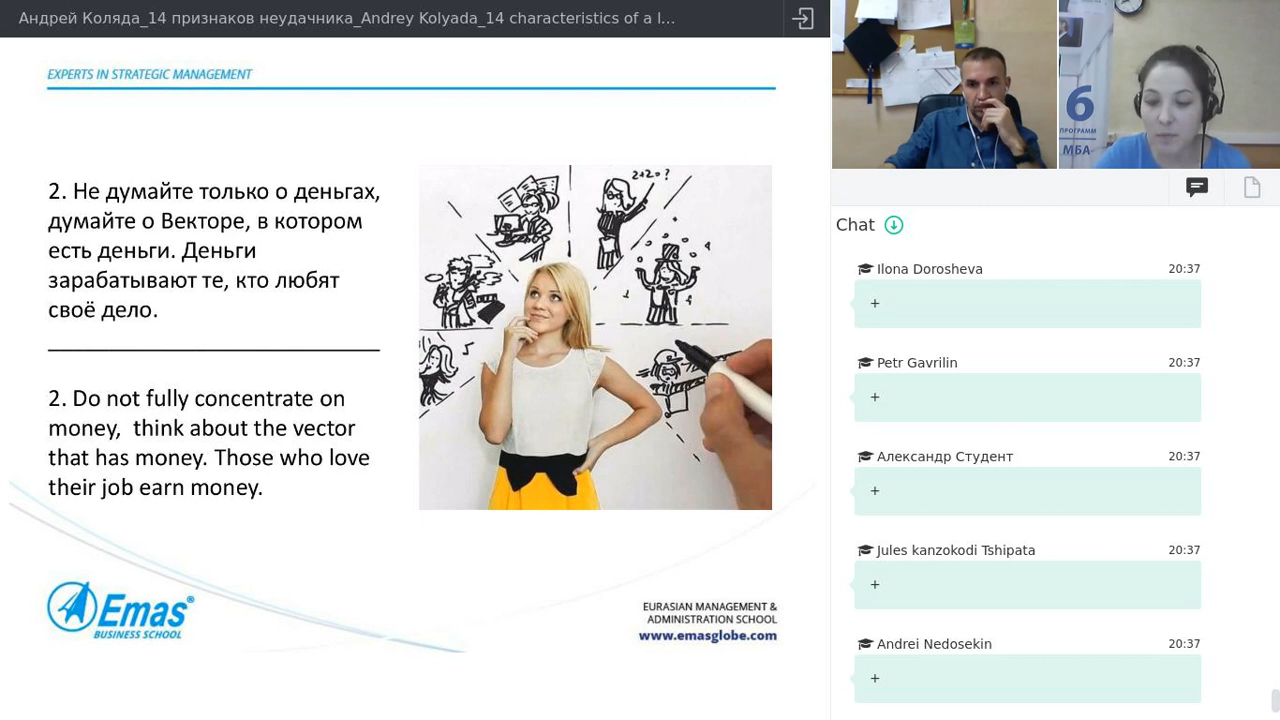 Андрей Коляда_14 признаков неудачника_Andrey Kolyada_14 characteristics of a l...
EXPERTS IN STRATEGIC MANAGEMENT
2. Не думайте только о деньгах,
думайте о Векторе, в котором
есть деньги. Деньги
зарабатывают те, кто любят
своё дело.
2. Do not fully concentrate on
money, think about the vector
that has money. Those who love
their job earn money.
2+2=?
Emas®
BUSINESS SCHOOL
EURASIAN MANAGEMENT &
ADMINISTRATION SCHOOL
www.emasglobe.com
6
ПРОГРАММ
МБА
Chat
Ilona Dorosheva 20:37
+
Petr Gavrilin 20:37
+
Александр Студент 20:37
+
Jules kanzokodi Tshipata 20:37
+
Andrei Nedosekin 20:37
+